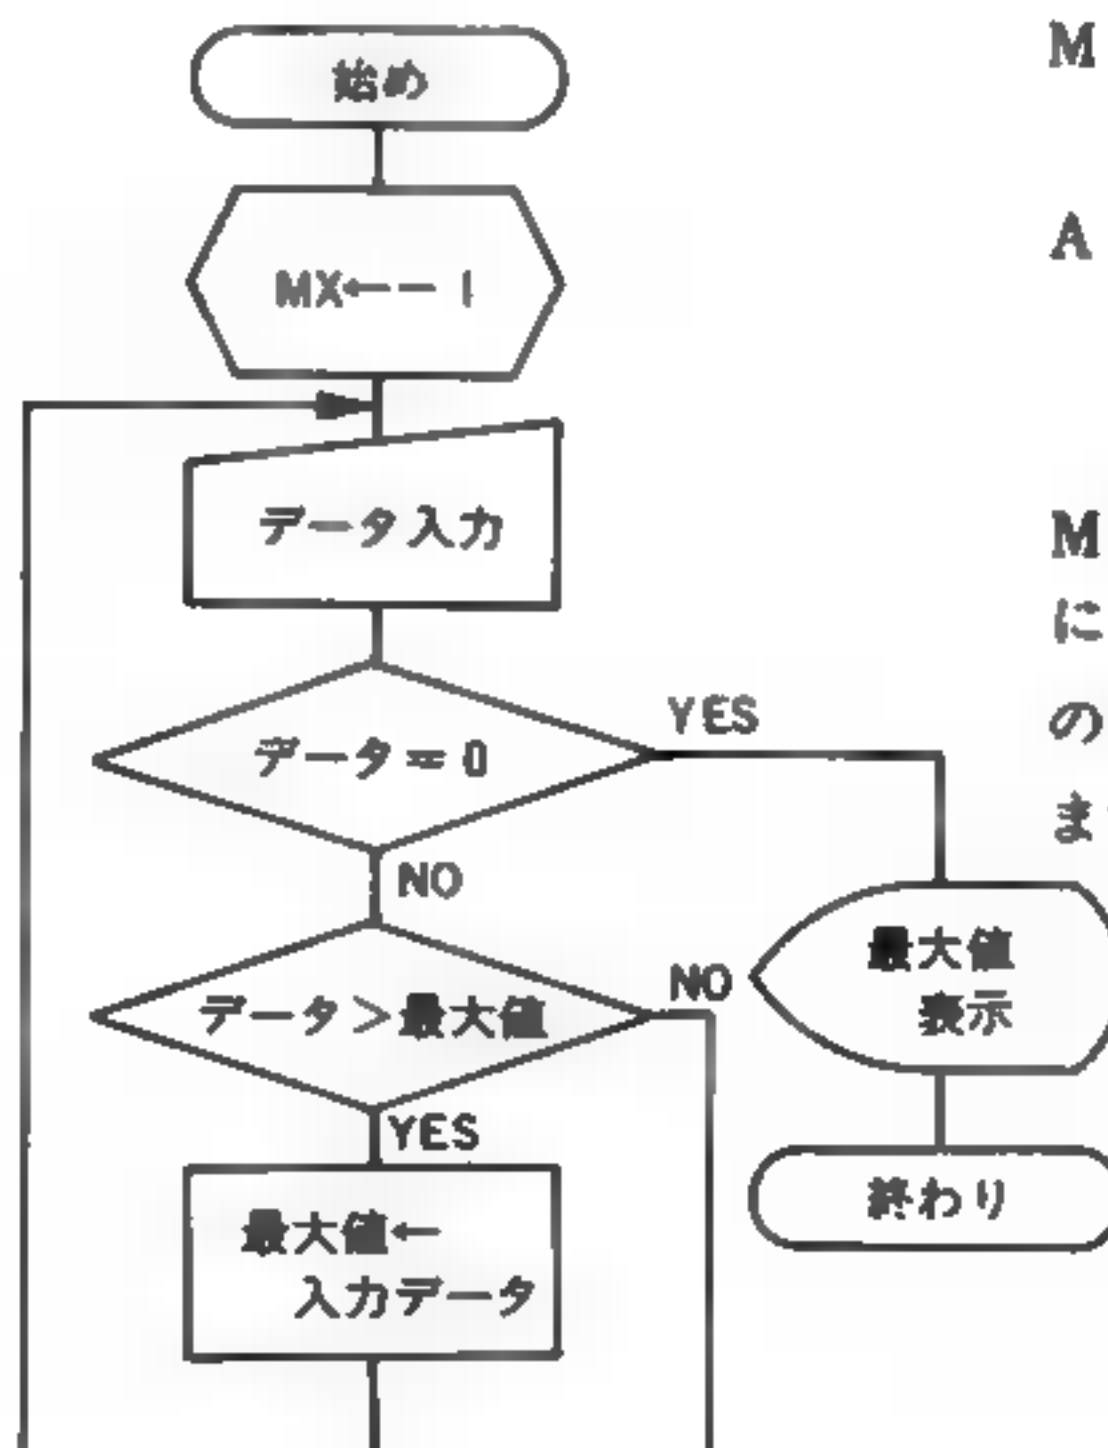 始め
MX←−1
データ入力
データ=0
YES
NO
データ>最大値
NO
YES
最大値←
入力データ
最大値
表示
終わり
M
A
M
に
の
ま